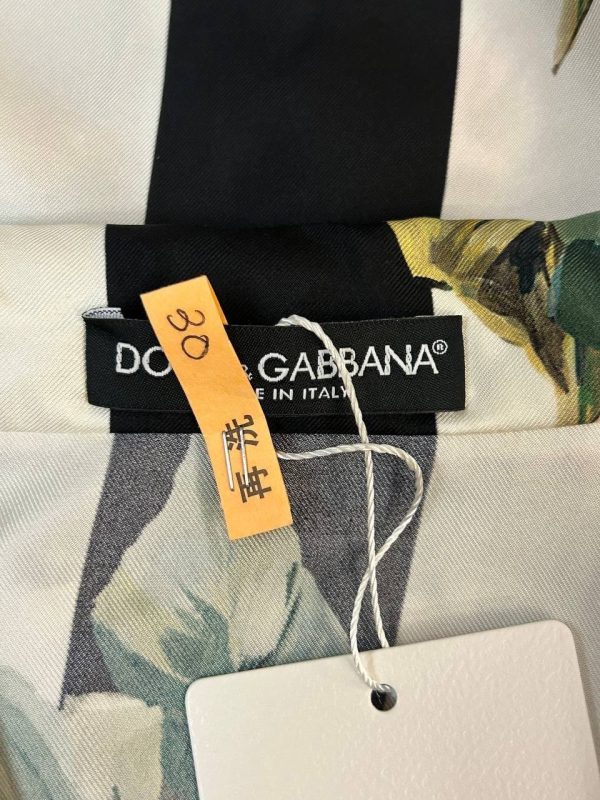 DO & GABBANA®
E IN ITALY
30
再洗